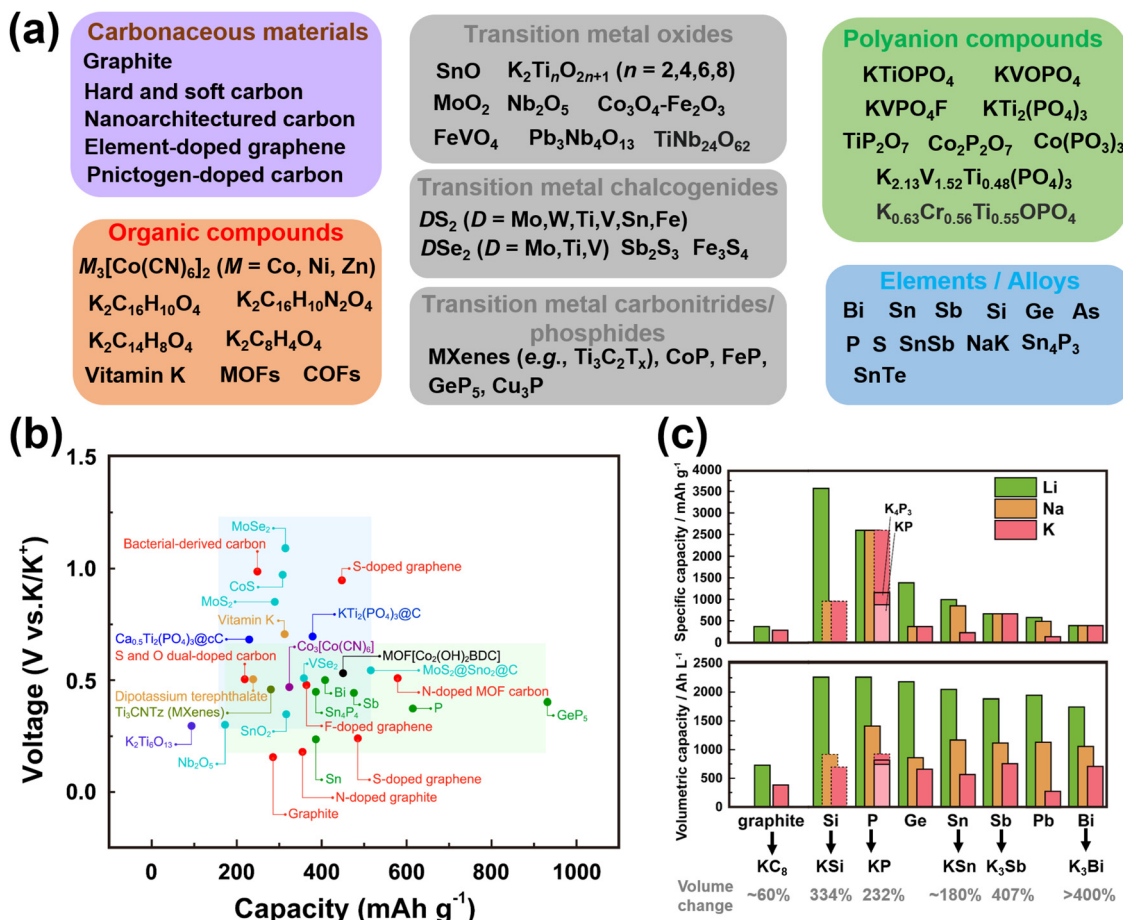 (a)
Carbonaceous materials
Graphite
Hard and soft carbon
Nanoarchitectured carbon
Element-doped graphene
Pnictogen-doped carbon
Organic compounds
M₃[Co(CN)₆]₂ (M = Co, Ni, Zn)
K₂C₁₆H₁₀O₄ K₂C₁₆H₁₀N₂O₄
K₂C₁₄H₈O₄ K₂C₈H₄O₄
Vitamin K MOFs COFs
Transition metal oxides
SnO K₂TiₙO₂ₙ₊₁ (n = 2,4,6,8)
MoO₂ Nb₂O₅ Co₃O₄-Fe₂O₃
FeVO₄ Pb₃Nb₄O₁₃ TiNb₂₄O₆₂
Transition metal chalcogenides
DS₂ (D = Mo,W,Ti,V,Sn,Fe)
DSe₂ (D = Mo,Ti,V) Sb₂S₃ Fe₃S₄
Transition metal carbonitrides/
phosphides
MXenes (e.g., Ti₃C₂Tₓ), CoP, FeP,
GeP₅, Cu₃P
Polyanion compounds
KTiOPO₄ KVOPO₄
KVPO₄F KTi₂(PO₄)₃
TiP₂O₇ Co₂P₂O₇ Co(PO₃)₃
K₂.₁₃V₁.₅₂Ti₀.₄₈(PO₄)₃
K₀.₆₃Cr₀.₅₆Ti₀.₅₅OPO₄
Elements / Alloys
Bi Sn Sb Si Ge As
P S SnSb NaK Sn₄P₃
SnTe
(b)
Voltage (V vs.K/K⁺)
1.5
1.0
0.5
0.0
MoSe₂
Bacterial-derived carbon
S-doped graphene
CoS
MoS₂
Vitamin K
KTi₂(PO₄)₃@C
Ca₀.₅Ti₂(PO₄)₃@cC
Co₃[Co(CN)₆]
S and O dual-doped carbon
VSe₂
MOF[Co₂(OH)₂BDC]
MoS₂@Sno₂@C
Dipotassium terephthalate
Bi
Sb
N-doped MOF carbon
Ti₃CNTz (MXenes)
Sn₄P₄
P
GeP₅
SnO₂
F-doped graphene
K₂Ti₆O₁₃
Nb₂O₅
Sn
S-doped graphene
N-doped graphite
Graphite
0 200 400 600 800 1000
Capacity (mAh g⁻¹)
(c)
Specific capacity / mAh g⁻¹
4000
3500
3000
2500
2000
1500
1000
500
0
K₄P₃
KP
Li
Na
K
Volumetric capacity / Ah L⁻¹
2500
2000
1500
1000
500
0
graphite Si P Ge Sn Sb Pb Bi
KC₈ KSi KP KSn K₃Sb K₃Bi
Volume
change
~60% 334% 232% ~180% 407% >400%